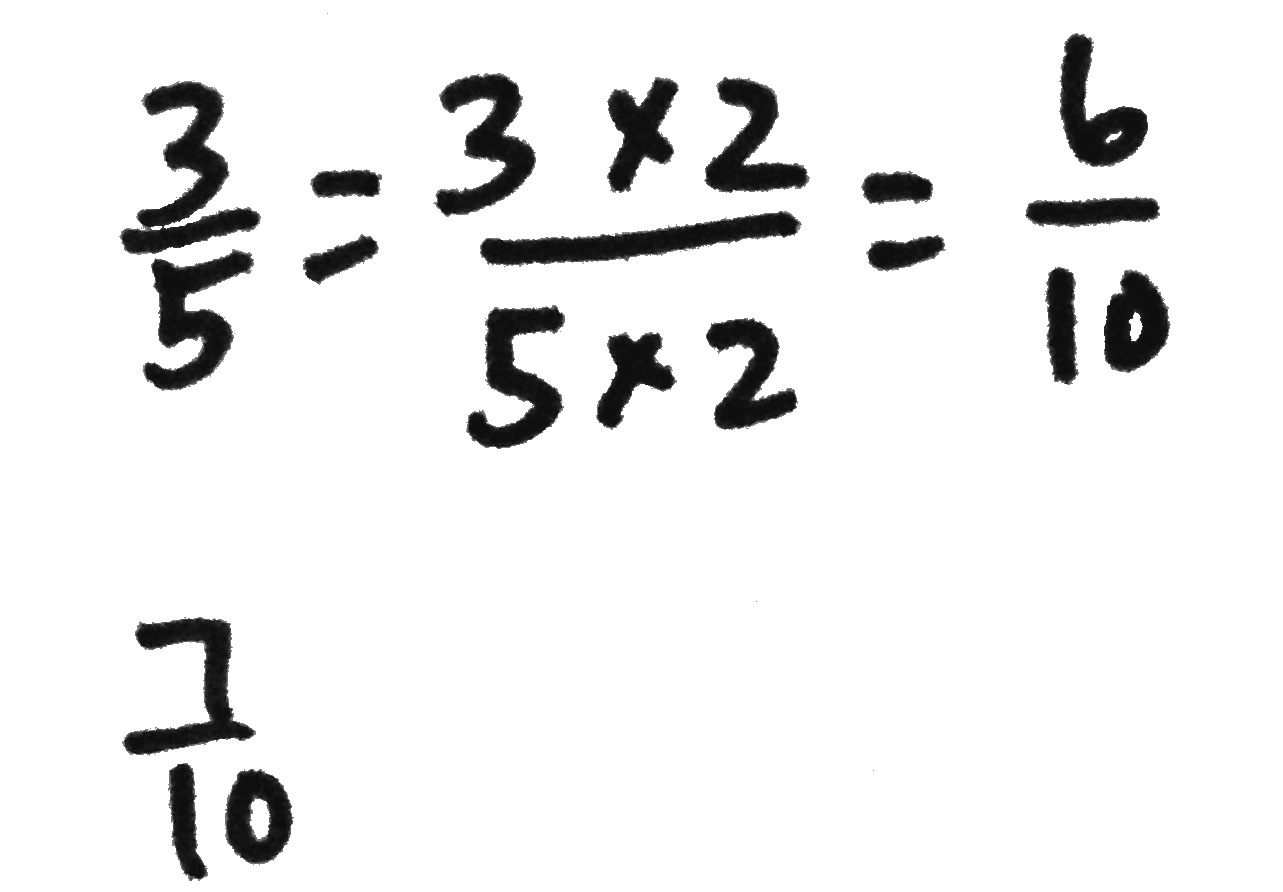 3/5 = 3 × 2 / 5 × 2 = 6/10
7/10